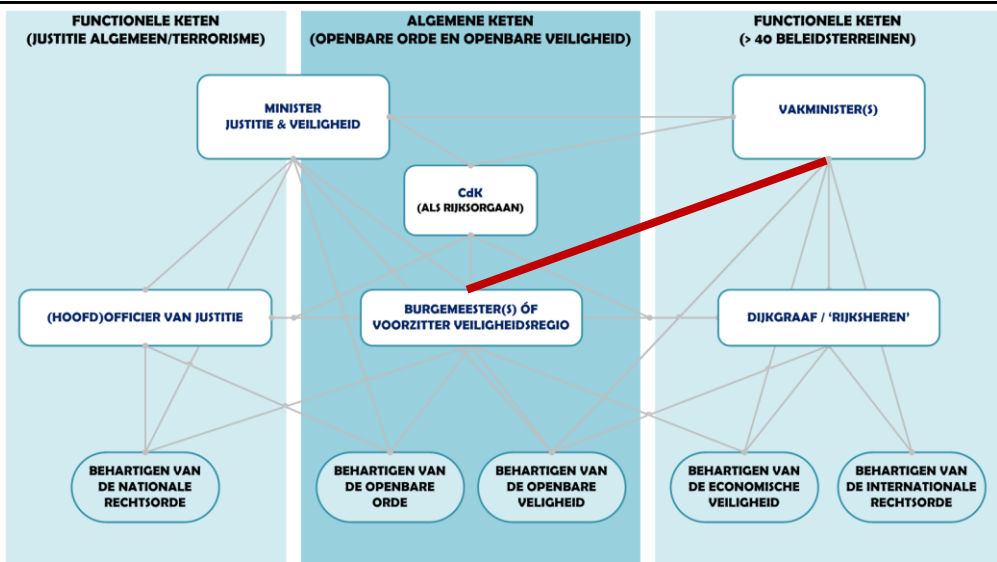 FUNCTIONELE KETEN
(JUSTITIE ALGEMEEN/TERRORISME)
ALGEMENE KETEN
(OPENBARE ORDE EN OPENBARE VEILIGHEID)
FUNCTIONELE KETEN
(> 40 BELEIDSTERREINEN)
MINISTER
JUSTITIE & VEILIGHEID
VAKMINISTER(S)
CdK
(ALS RIJKSORGAAN)
(HOOFD)OFFICIER VAN JUSTITIE
BURGEMEESTER(S) ÓF
VOORZITTER VEILIGHEIDSREGIO
DIJKGRAAF / ‘RIJKSHEREN’
BEHARTIGEN VAN
DE NATIONALE
RECHTSORDE
BEHARTIGEN VAN
DE OPENBARE
ORDE
BEHARTIGEN VAN
DE OPENBARE
VELIGHEID
BEHARTIGEN VAN
DE ECONOMISCHE
VEILIGHEID
BEHARTIGEN VAN
DE INTERNATIONALE
RECHTSORDE